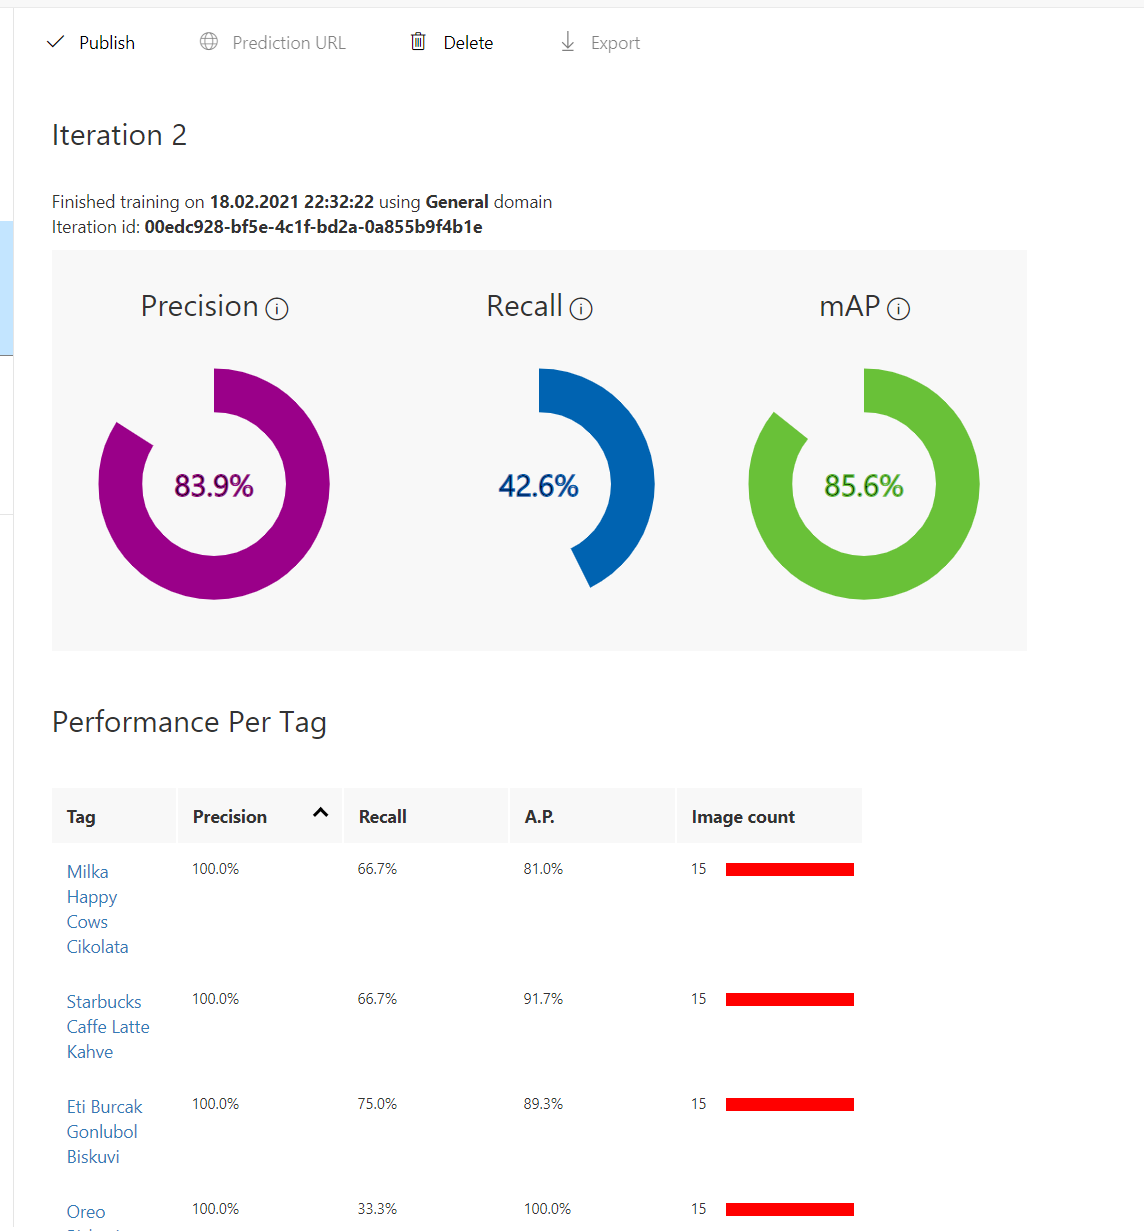 Publish Prediction URL Delete Export
Iteration 2
Finished training on 18.02.2021 22:32:22 using General domain
Iteration id: 00edc928-bf5e-4c1f-bd2a-0a855b9f4b1e
Precision Recall mAP
83.9% 42.6% 85.6%
Performance Per Tag
Tag Precision Recall A.P. Image count
Milka 100.0% 66.7% 81.0% 15
Happy
Cows
Cikolata
Starbucks 100.0% 66.7% 91.7% 15
Caffe Latte
Kahve
Eti Burcak 100.0% 75.0% 89.3% 15
Gonlubol
Biskuvi
Oreo 100.0% 33.3% 100.0% 15